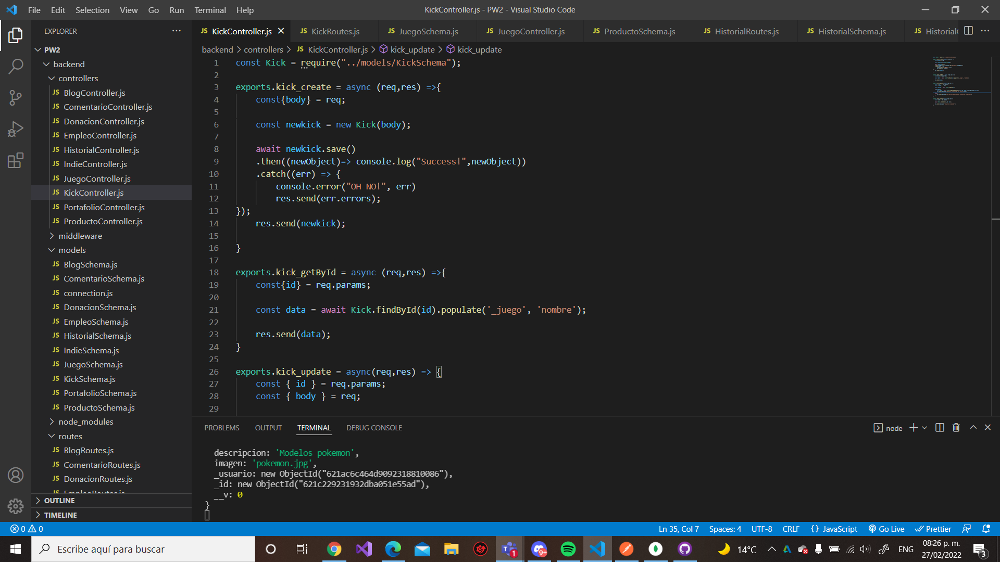 File Edit Selection View Go Run Terminal Help
KickController.js - PW2 - Visual Studio Code
EXPLORER
KickController.js
KickRoutes.js
JuegoSchema.js
JuegoController.js
ProductoSchema.js
HistorialRoutes.js
HistorialSchema.js
backend > controllers > JS KickController.js > kick_update > kick_update
PW2
backend
controllers
JS BlogController.js
JS ComentarioController.js
JS DonacionController.js
JS EmpleoController.js
JS HistorialController.js
JS IndieController.js
JS JuegoController.js
JS KickController.js
JS PortafolioController.js
JS ProductoController.js
middleware
models
JS BlogSchema.js
JS ComentarioSchema.js
JS connection.js
JS DonacionSchema.js
JS EmpleoSchema.js
JS HistorialSchema.js
JS IndieSchema.js
JS JuegoSchema.js
JS KickSchema.js
JS PortafolioSchema.js
JS ProductoSchema.js
node_modules
routes
JS BlogRoutes.js
JS ComentarioRoutes.js
JS DonacionRoutes.js
JS EmpleoRoutes.js
OUTLINE
TIMELINE
1 const Kick = require("../models/KickSchema");
2
3 exports.kick_create = async (req,res) =>{
4 const{body} = req;
5
6 const newkick = new Kick(body);
7
8 await newkick.save()
9 .then((newObject)=> console.log("Success!",newObject))
10 .catch((err) => {
11 console.error("OH NO!", err)
12 res.send(err.errors);
13 });
14 res.send(newkick);
15
16 }
17
18 exports.kick_getById = async (req,res) =>{
19 const{id} = req.params;
20
21 const data = await Kick.findById(id).populate('_juego', 'nombre');
22
23 res.send(data);
24 }
25
26 exports.kick_update = async(req,res) => {
27 const { id } = req.params;
28 const { body } = req;
29
PROBLEMS OUTPUT TERMINAL DEBUG CONSOLE
node
descripcion: 'Modelos pokemon',
imagen: 'pokemon.jpg',
_usuario: new ObjectId("621ac6c464d9092318810086"),
_id: new ObjectId("621c229231932dba051e55ad"),
__v: 0
}
0 0
Ln 35, Col 7 Spaces: 4 UTF-8 CRLF {} JavaScript Go Live Prettier
Escribe aquí para buscar
1
9+
14°C
ENG
08:26 p. m.
27/02/2022
3